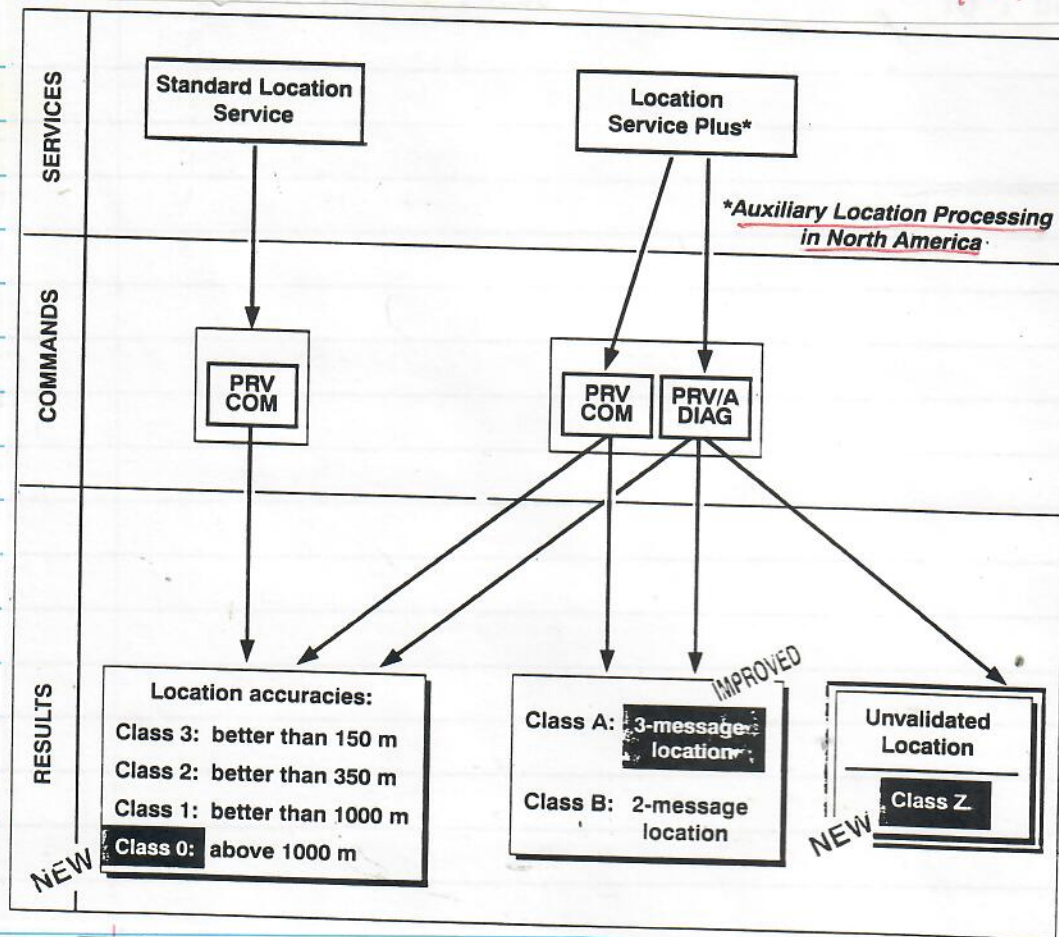 SERVICES
Standard Location
Service
Location
Service Plus*
*Auxiliary Location Processing
in North America
COMMANDS
PRV
COM
PRV
COM
PRV/A
DIAG
RESULTS
Location accuracies:
Class 3: better than 150 m
Class 2: better than 350 m
Class 1: better than 1000 m
Class 0: above 1000 m
NEW
IMPROVED
Class A: 3-message
location
Class B: 2-message
location
Unvalidated
Location
Class Z
NEW